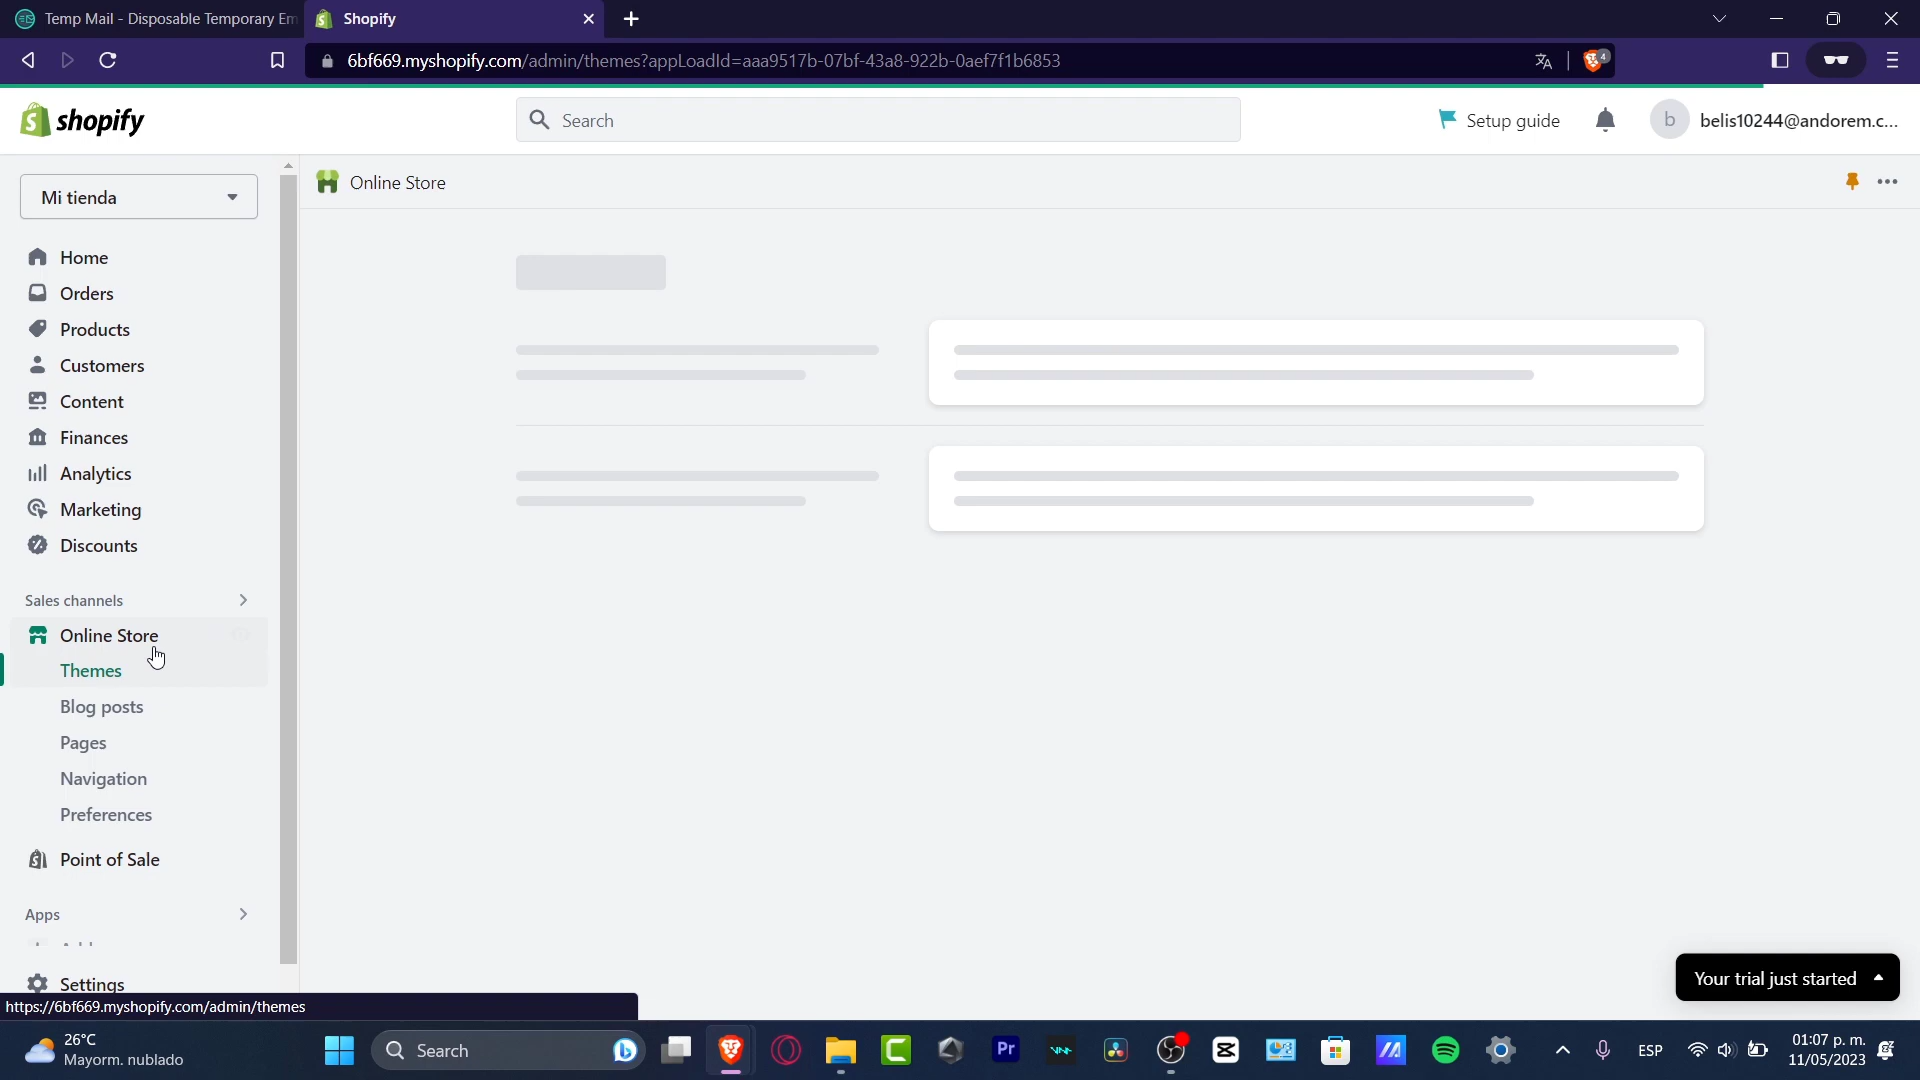 Temp Mail - Disposable Temporary Em
Shopify
6bf669.myshopify.com/admin/themes?appLoadId=aaa9517b-07bf-43a8-922b-0aef7f1b6853
4
shopify
Search
Setup guide
b
belis10244@andorem.c...
Mi tienda
Online Store
Home
Orders
Products
Customers
Content
Finances
Analytics
Marketing
Discounts
Sales channels
Online Store
Themes
Blog posts
Pages
Navigation
Preferences
Point of Sale
Apps
Settings
Your trial just started
https://6bf669.myshopify.com/admin/themes
26°C
Mayorm. nublado
Search
Pr
ESP
01:07 p. m.
11/05/2023